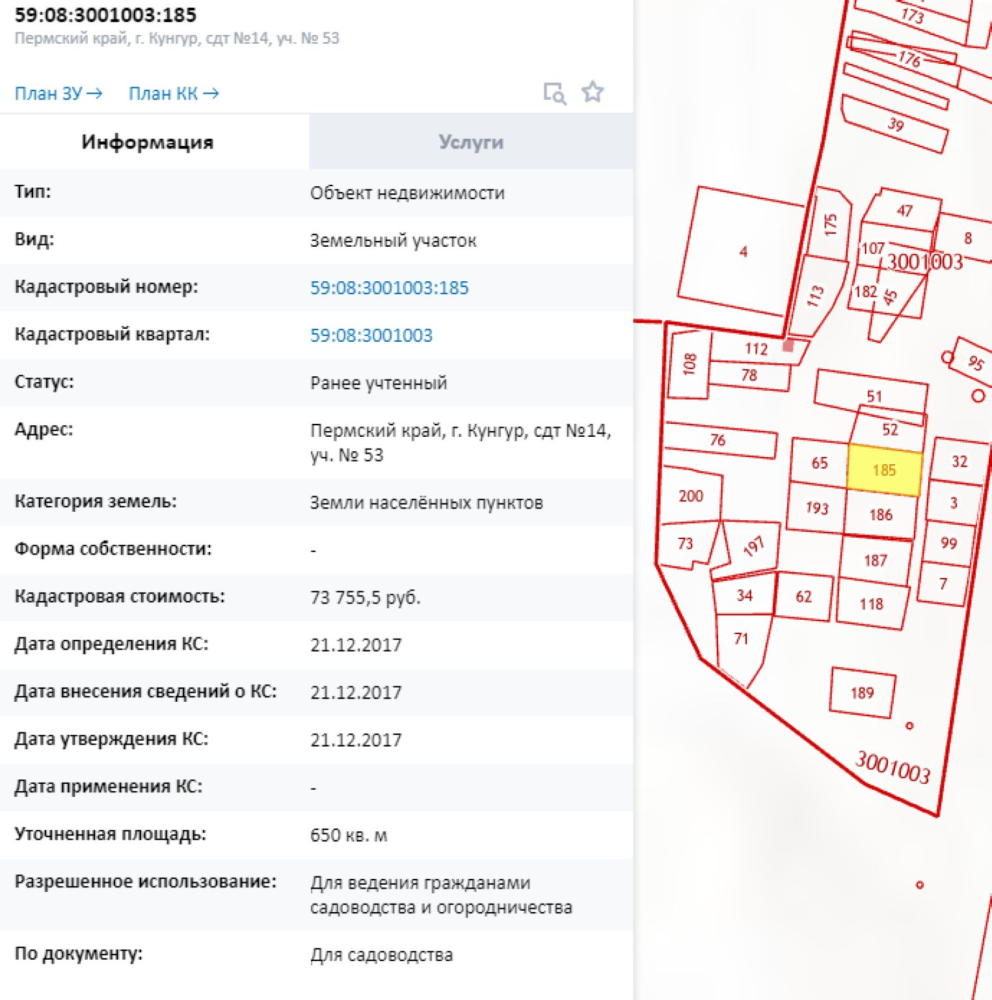 59:08:3001003:185
Пермский край, г. Кунгур, сдт №14, уч. № 53
План ЗУ →
План КК →
Информация
Услуги
Тип:
Объект недвижимости
Вид:
Земельный участок
Кадастровый номер:
59:08:3001003:185
Кадастровый квартал:
59:08:3001003
Статус:
Ранее учтенный
Адрес:
Пермский край, г. Кунгур, сдт №14,
уч. № 53
Категория земель:
Земли населённых пунктов
Форма собственности:
-
Кадастровая стоимость:
73 755,5 руб.
Дата определения КС:
21.12.2017
Дата внесения сведений о КС:
21.12.2017
Дата утверждения КС:
21.12.2017
Дата применения КС:
-
Уточненная площадь:
650 кв. м
Разрешенное использование:
Для ведения гражданами
садоводства и огородничества
По документу:
Для садоводства
173
176
39
47
175
8
4
107
3001003
182
45
113
112
95
108
78
51
52
76
65
185
32
200
193
186
3
73
197
187
99
7
34
62
118
71
189
3001003